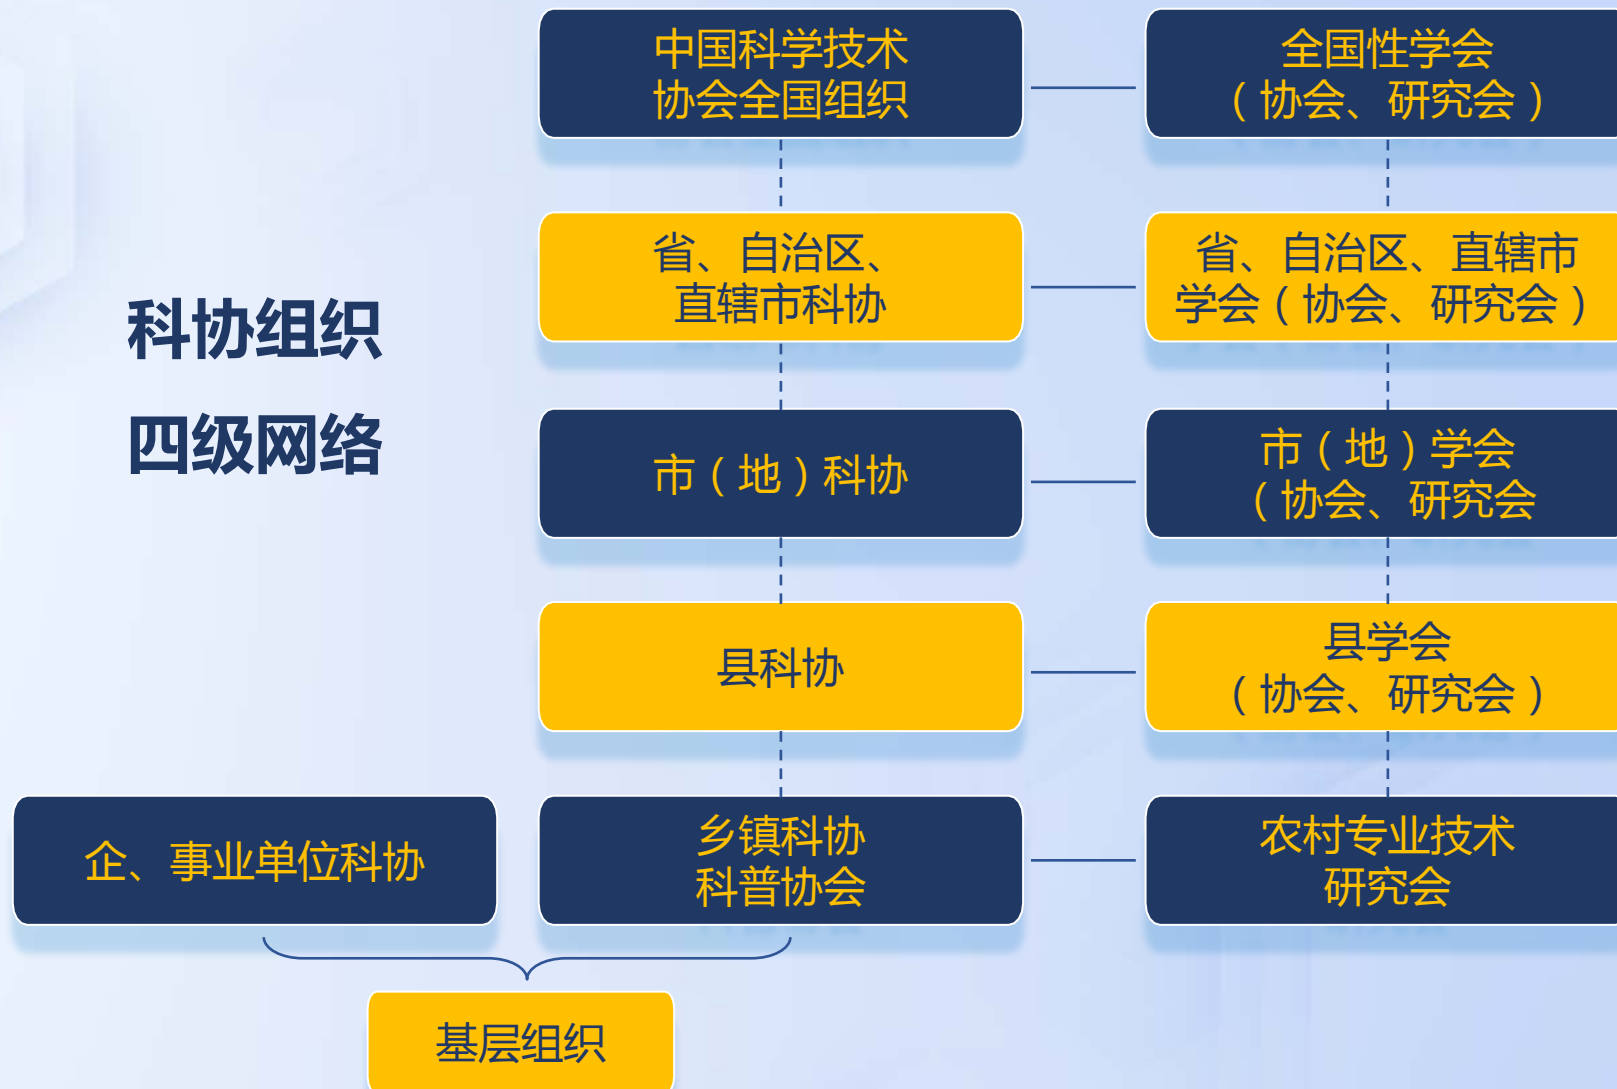 中国科学技术
协会全国组织
全国性学会
（协会、研究会）
省、自治区、
直辖市科协
省、自治区、直辖市
学会（协会、研究会）
科协组织
四级网络
市（地）科协
市（地）学会
（协会、研究会
县科协
县学会
（协会、研究会）
企、事业单位科协
乡镇科协
科普协会
农村专业技术
研究会
基层组织